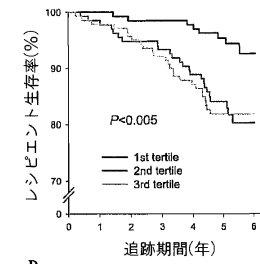 レシピエント生存率(%)
100
90
80
70
0
P<0.005
1st tertile
2nd tertile
3rd tertile
0 1 2 3 4 5 6
追跡期間(年)